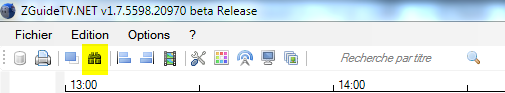 ZGuideTV.NET v1.7.5598.20970 beta Release
Fichier Edition Options ?
Recherche par titre
13:00 14:00